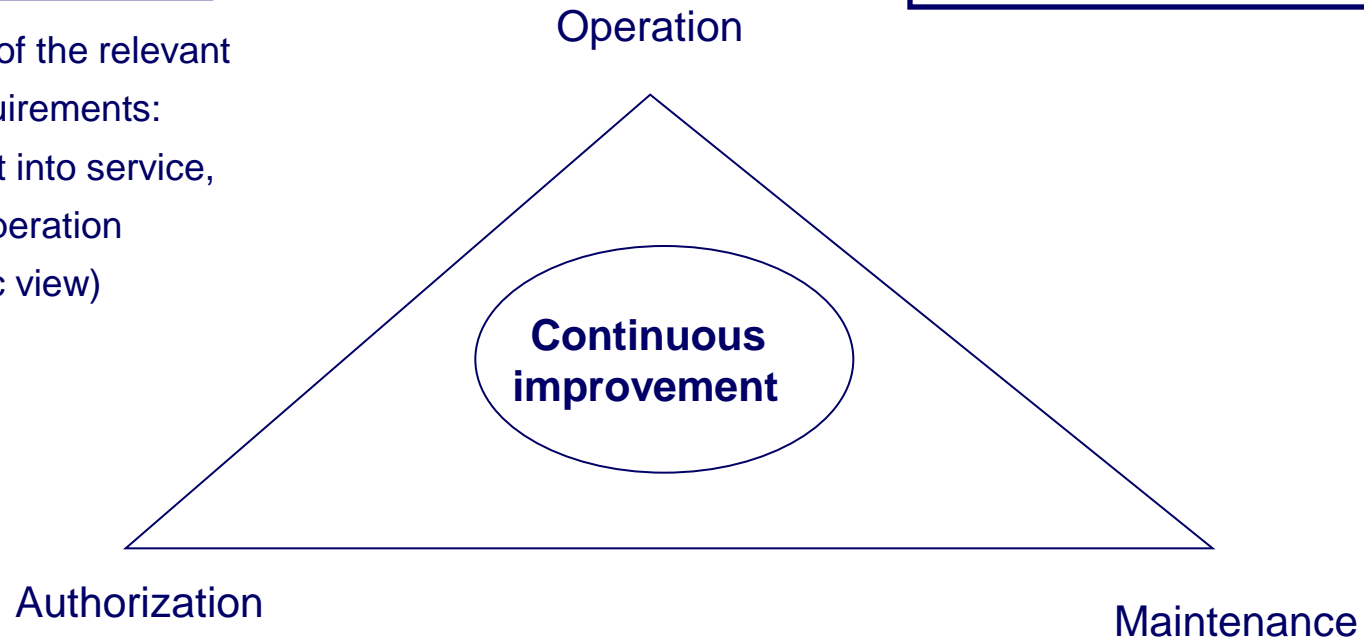 Operation
of the relevant
uirements:
t into service,
peration
c view)
Continuous
improvement
Authorization
Maintenance